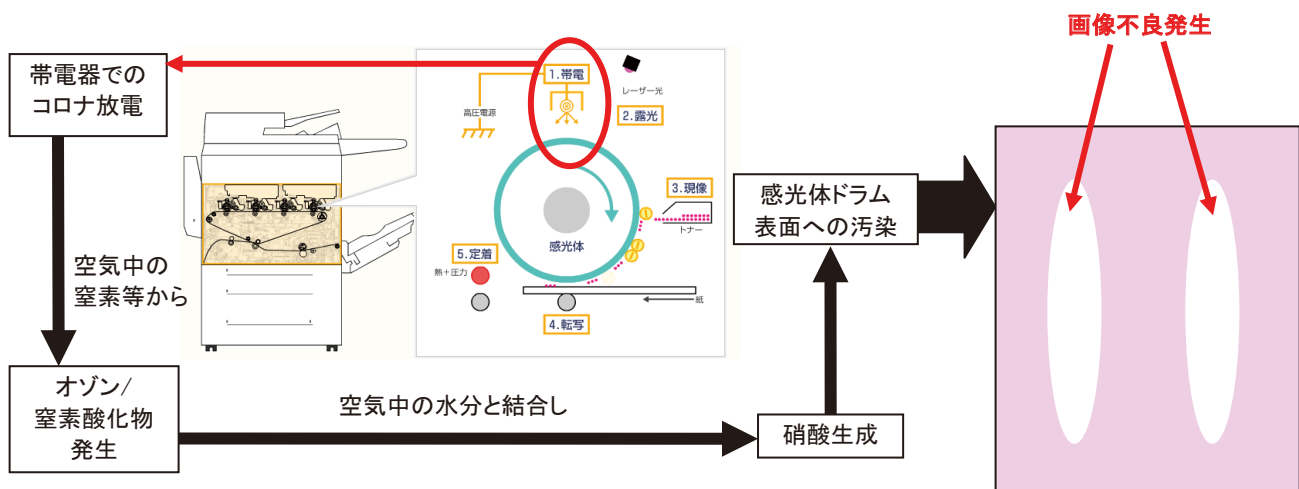 画像不良発生
帯電器での
コロナ放電
1.帯電
レーザー光
高圧電源
2.露光
3.現像
トナー
感光体
5.定着
熱+圧力
紙
4.転写
感光体ドラム
表面への汚染
空気中の
窒素等から
オゾン/
窒素酸化物
発生
空気中の水分と結合し
硝酸生成